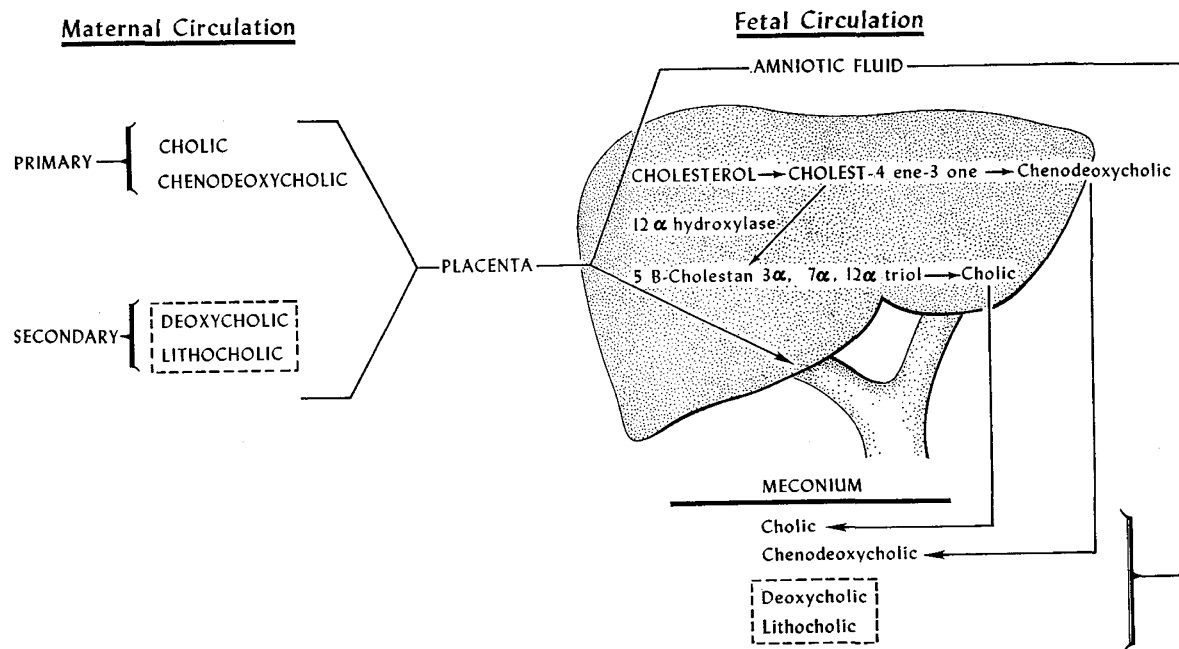 Maternal Circulation
PRIMARY
CHOLIC
CHENODEOXYCHOLIC
SECONDARY
DEOXYCHOLIC
LITHOCHOLIC
PLACENTA
Fetal Circulation
AMNIOTIC FLUID
CHOLESTEROL → CHOLEST-4 ene-3 one → Chenodeoxycholic
12 α hydroxylase
5 B-Cholestan 3α, 7α, 12α triol → Cholic
MECONIUM
Cholic
Chenodeoxycholic
Deoxycholic
Lithocholic